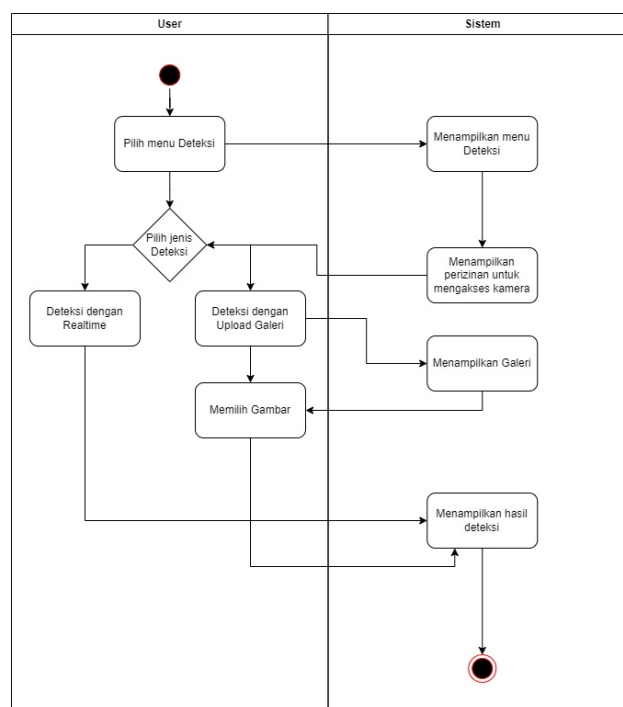 User
Sistem
Pilih menu Deteksi
Menampilkan menu
Deteksi
Pilih jenis
Deteksi
Menampilkan
perizinan untuk
mengakses kamera
Deteksi dengan
Realtime
Deteksi dengan
Upload Galeri
Menampilkan Galeri
Memilih Gambar
Menampilkan hasil
deteksi